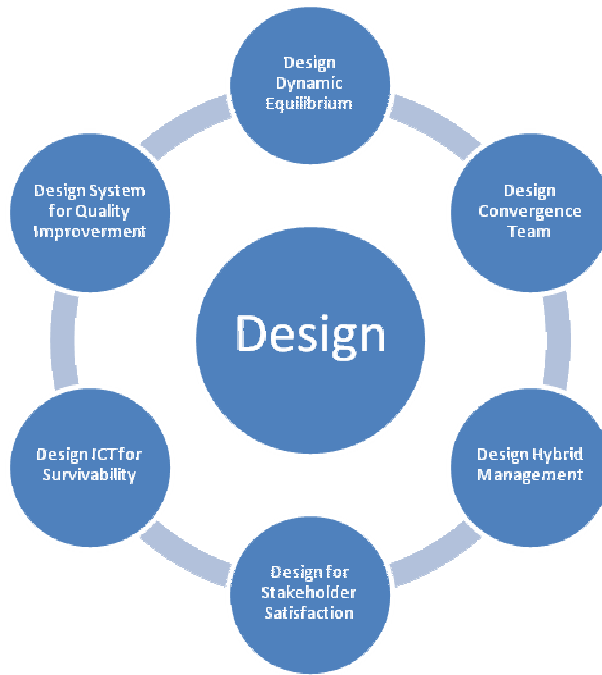 Design
Dynamic
Equilibrium
Design
Convergence
Team
Design Hybrid
Management
Design for
Stakeholder
Satisfaction
Design ICT for
Survivability
Design System
for Quality
Improverment
Design